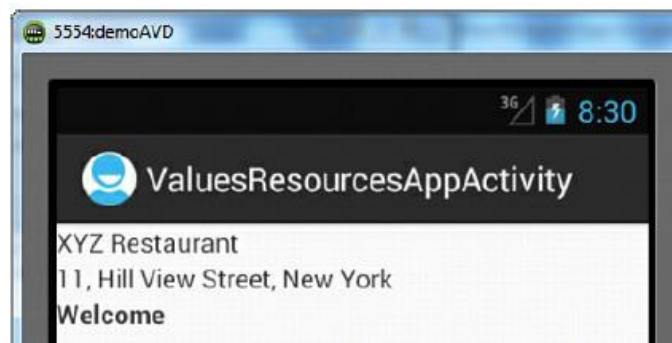 5554:demoAVD
3G 8:30
ValuesResourcesAppActivity
XYZ Restaurant
11, Hill View Street, New York
Welcome